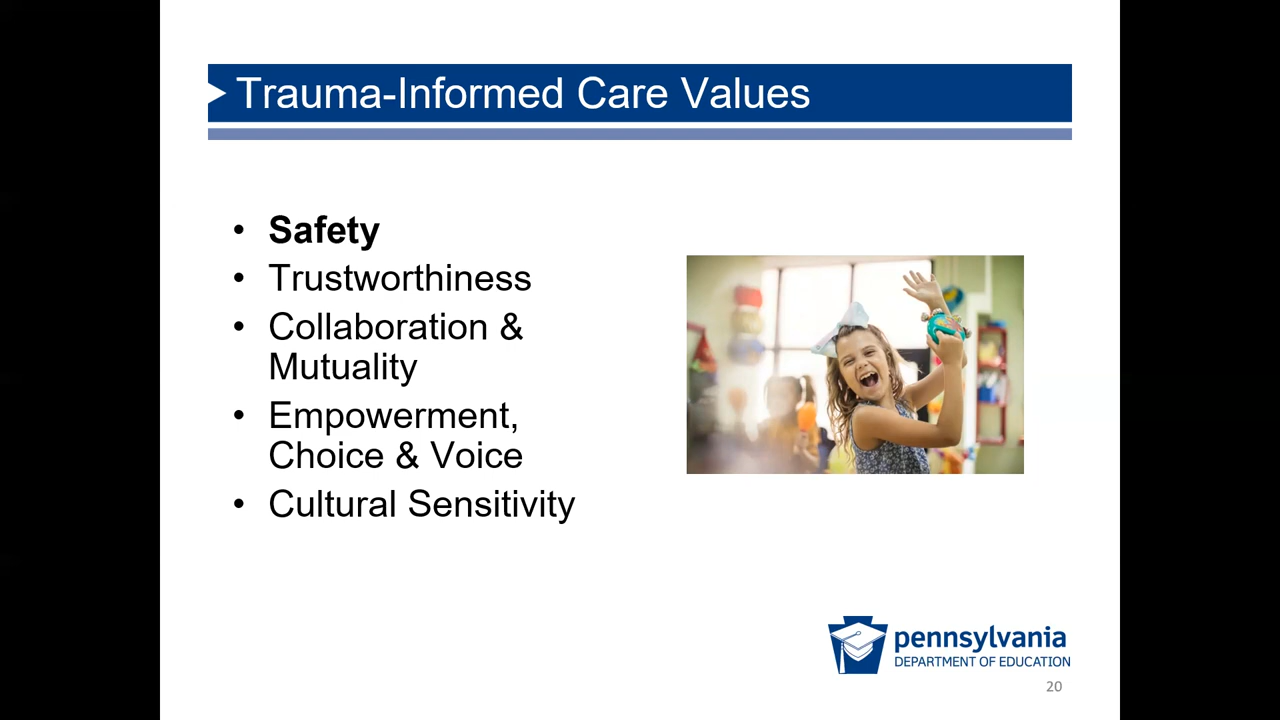 Trauma-Informed Care Values
• Safety
• Trustworthiness
• Collaboration &
Mutuality
• Empowerment,
Choice & Voice
• Cultural Sensitivity
pennsylvania
DEPARTMENT OF EDUCATION
20